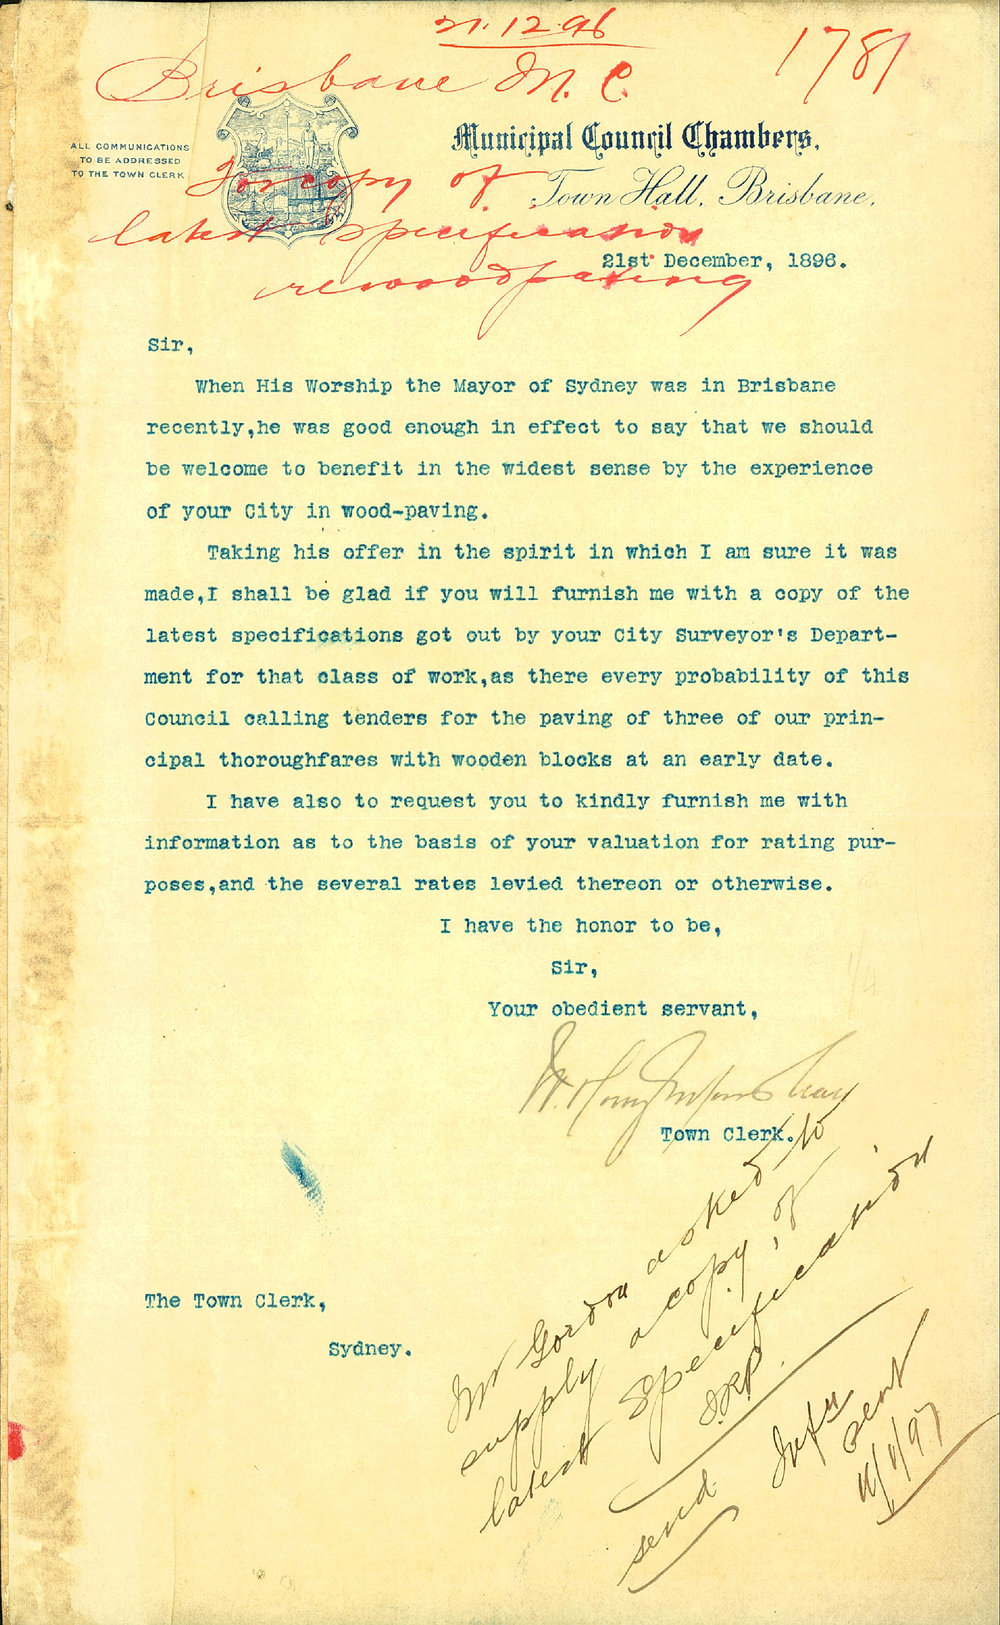 21.12.96
Brisbane M. C.
1781
ALL COMMUNICATIONS
TO BE ADDRESSED
TO THE TOWN CLERK
Municipal Council Chambers,
Town Hall, Brisbane,
For copy of
latest specification
re woodpaving
21st December, 1896.
Sir,
When His Worship the Mayor of Sydney was in Brisbane
recently,he was good enough in effect to say that we should
be welcome to benefit in the widest sense by the experience
of your City in wood-paving.
Taking his offer in the spirit in which I am sure it was
made,I shall be glad if you will furnish me with a copy of the
latest specifications got out by your City Surveyor's Depart-
ment for that class of work,as there every probability of this
Council calling tenders for the paving of three of our prin-
cipal thoroughfares with wooden blocks at an early date.
I have also to request you to kindly furnish me with
information as to the basis of your valuation for rating pur-
poses,and the several rates levied thereon or otherwise.
I have the honor to be,
Sir,
Your obedient servant,
Town Clerk.
The Town Clerk,
Sydney.
Mr Gordon asked to
supply a copy of
latest Specification
send
sent